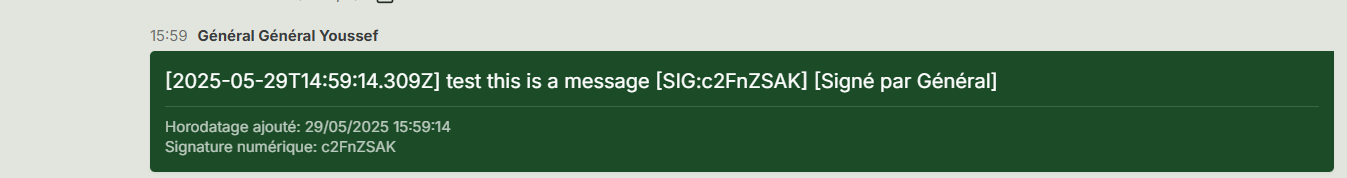 15:59 Général Général Youssef
[2025-05-29T14:59:14.309Z] test this is a message [SIG:c2FnZSAK] [Signé par Général]
Horodatage ajouté: 29/05/2025 15:59:14
Signature numérique: c2FnZSAK